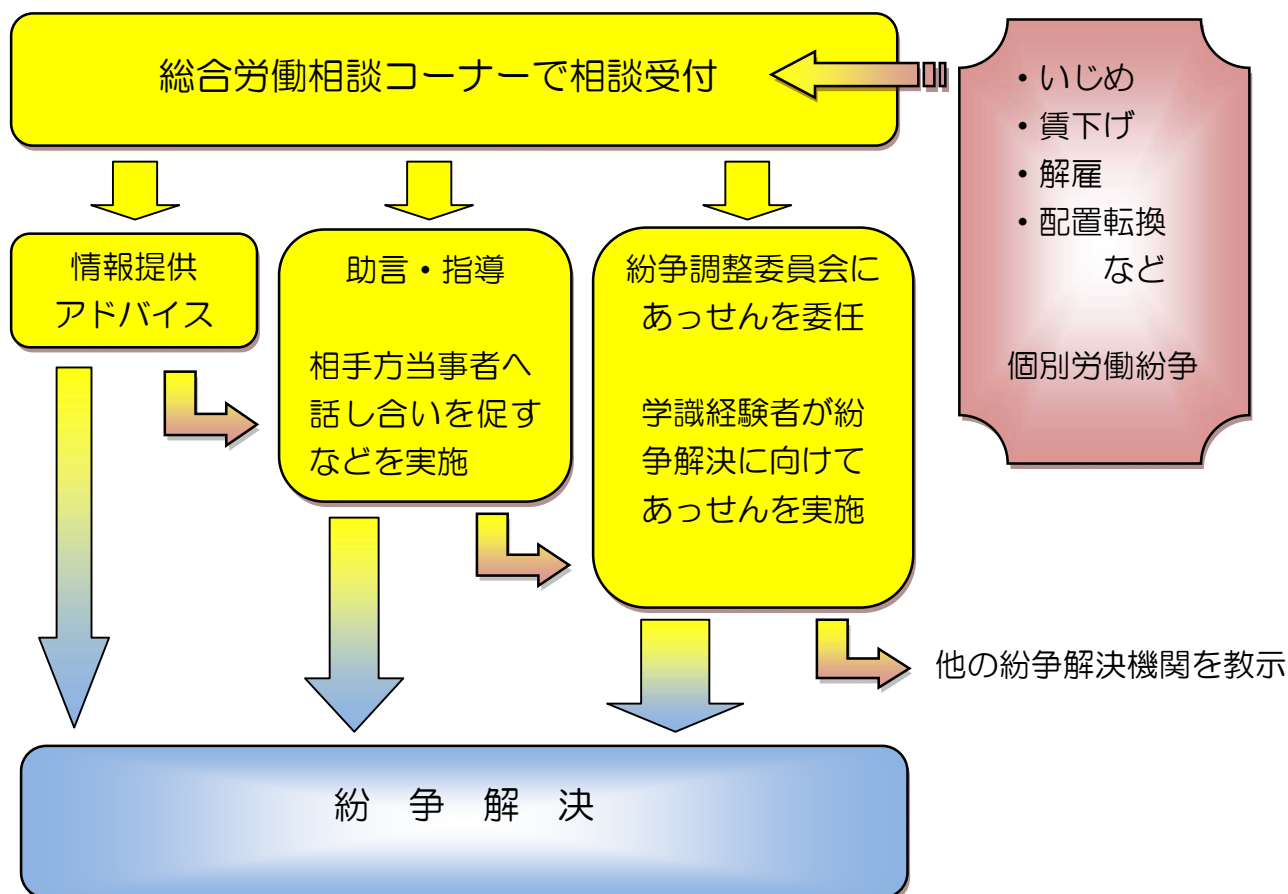 総合労働相談コーナーで相談受付
・いじめ
・賃下げ
・解雇
・配置転換
など
個別労働紛争
情報提供
アドバイス
助言・指導
相手方当事者へ
話し合いを促す
などを実施
紛争調整委員会に
あっせんを委任
学識経験者が紛
争解決に向けて
あっせんを実施
他の紛争解決機関を教示
紛　争　解　決